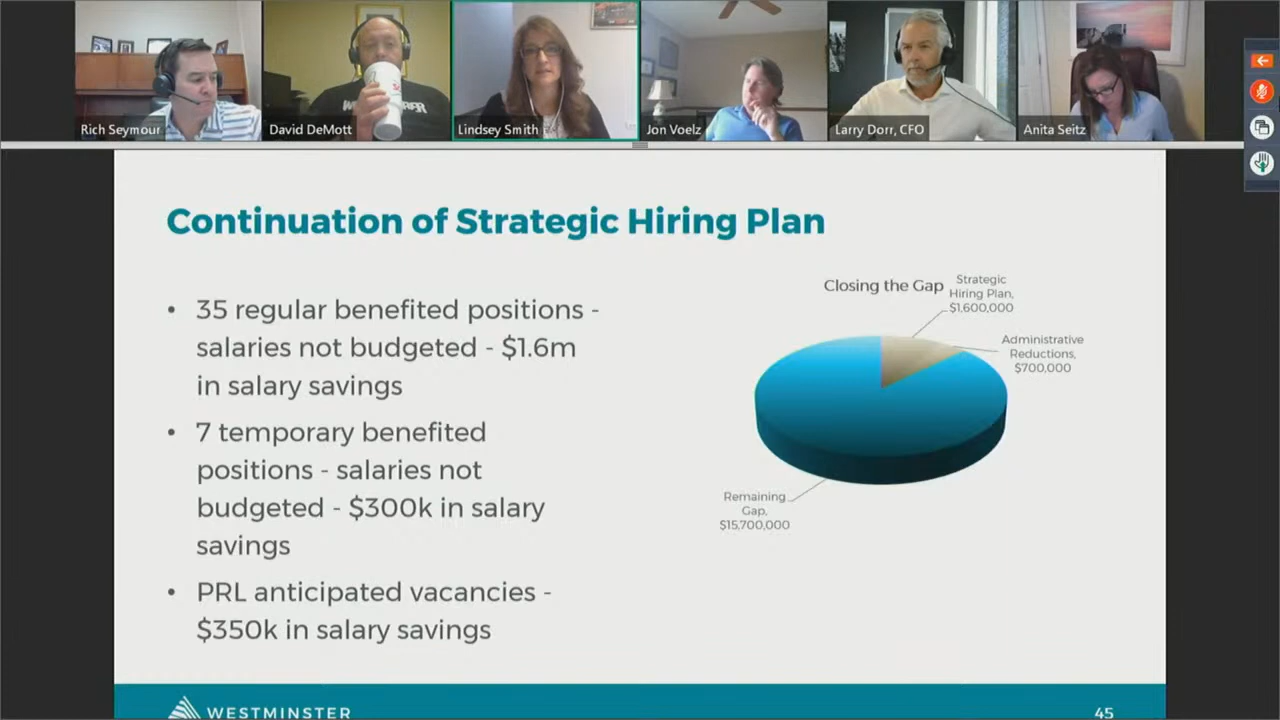 Rich Seymour
David DeMott
Lindsey Smith
Jon Voelz
Larry Dorr, CFO
Anita Seitz
Continuation of Strategic Hiring Plan
• 35 regular benefited positions -
salaries not budgeted - $1.6m
in salary savings
• 7 temporary benefited
positions - salaries not
budgeted - $300k in salary
savings
• PRL anticipated vacancies -
$350k in salary savings
Closing the Gap
Strategic
Hiring Plan,
$1,600,000
Administrative
Reductions,
$700,000
Remaining
Gap,
$15,700,000
WESTMINSTER
45